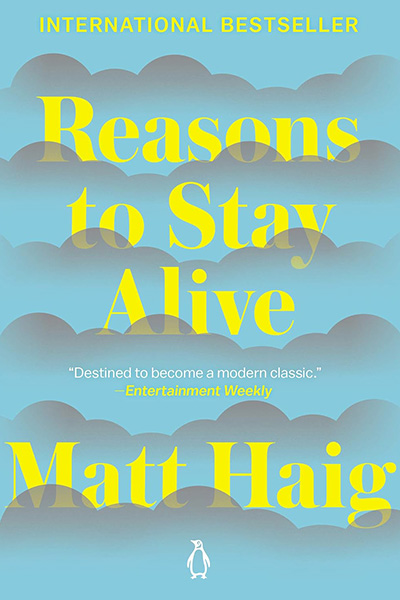 INTERNATIONAL BESTSELLER
Reasons
to Stay
Alive
“Destined to become a modern classic.”
—Entertainment Weekly
Matt Haig